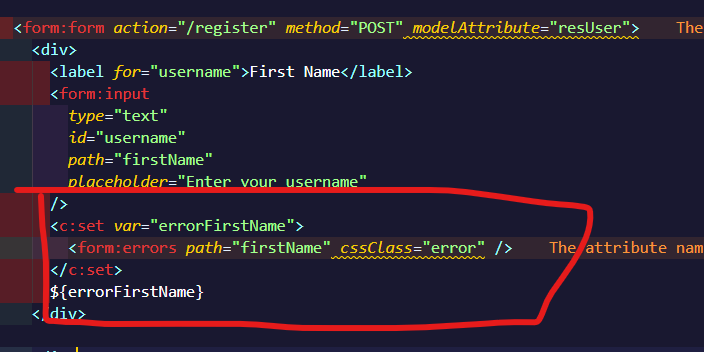 <form:form action="/register" method="POST" modelAttribute="resUser"> The
<div>
<label for="username">First Name</label>
<form:input
type="text"
id="username"
path="firstName"
placeholder="Enter your username"
/>
<c:set var="errorFirstName">
<form:errors path="firstName" cssClass="error" /> The attribute nam
</c:set>
${errorFirstName}
</div>